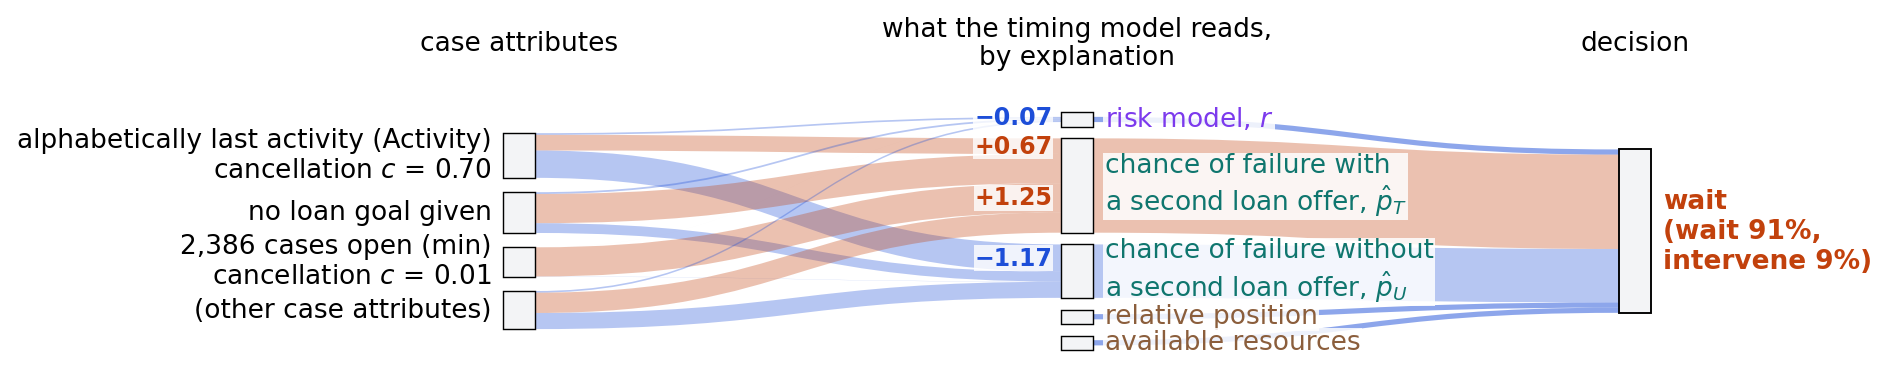 case attributes
what the timing model reads,
by explanation
decision
alphabetically last activity (Activity)
cancellation c = 0.70
no loan goal given
2,386 cases open (min)
cancellation c = 0.01
(other case attributes)
−0.07
+0.67
+1.25
−1.17
risk model, r
chance of failure with
a second loan offer, p̂_T
chance of failure without
a second loan offer, p̂_U
relative position
available resources
wait
(wait 91%,
intervene 9%)